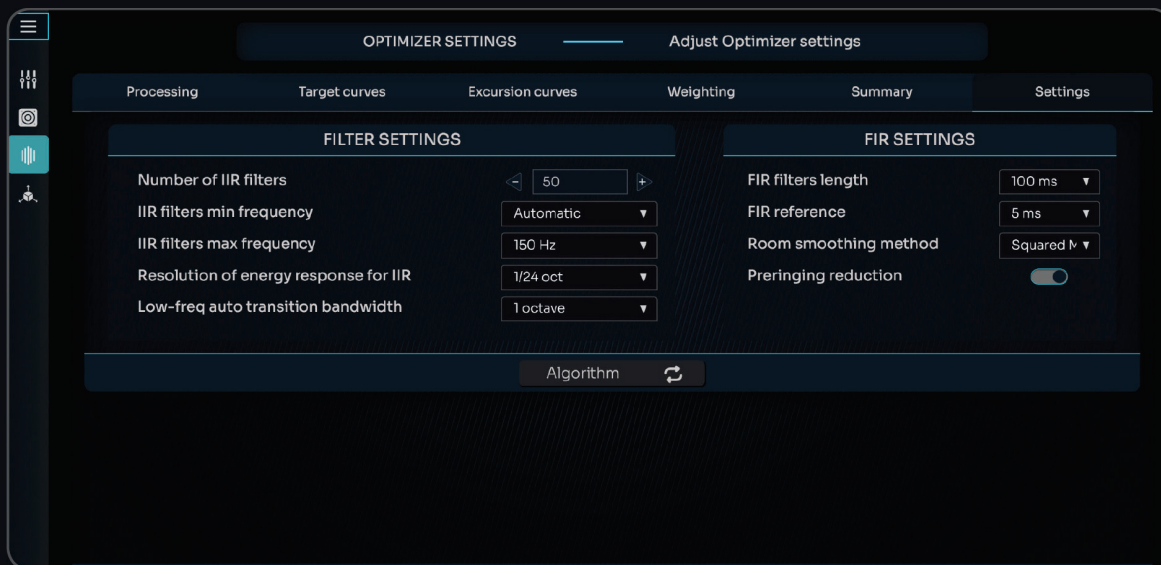 OPTIMIZER SETTINGS Adjust Optimizer settings
Processing Target curves Excursion curves Weighting Summary Settings
FILTER SETTINGS
Number of IIR filters - 50 +
IIR filters min frequency Automatic
IIR filters max frequency 150 Hz
Resolution of energy response for IIR 1/24 oct
Low-freq auto transition bandwidth 1 octave
FIR SETTINGS
FIR filters length 100 ms
FIR reference 5 ms
Room smoothing method Squared M
Preringing reduction
Algorithm